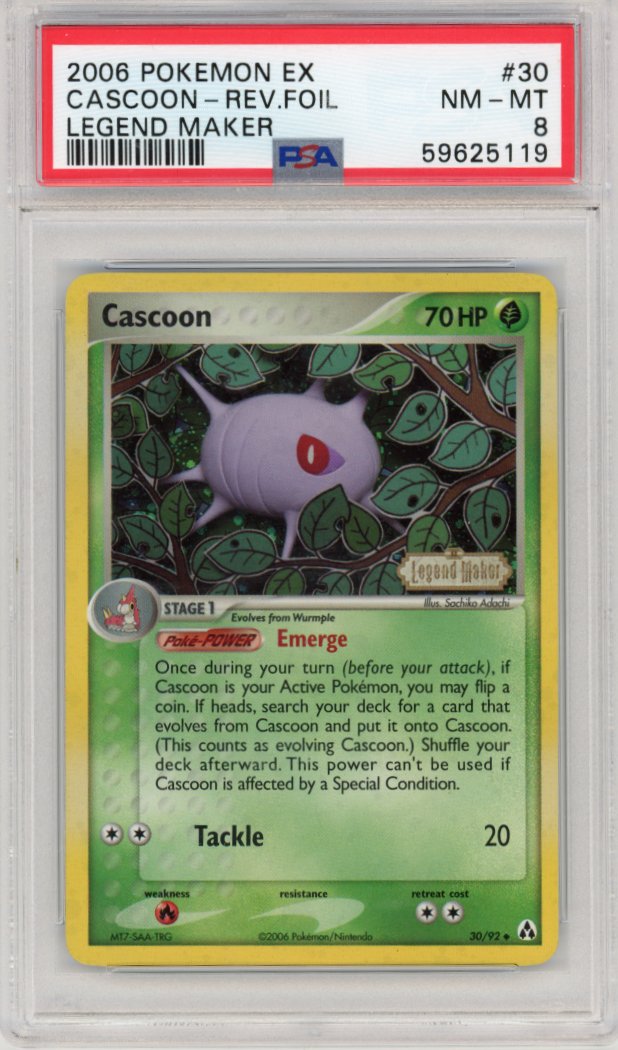 2006 POKEMON EX #30
CASCOON - REV.FOIL NM - MT
LEGEND MAKER 8
PSA 59625119
Cascoon 70 HP
Legend Maker
Illus. Sachiko Adachi
STAGE 1
Evolves from Wurmple
Poké-POWER Emerge
Once during your turn (before your attack), if
Cascoon is your Active Pokémon, you may flip a
coin. If heads, search your deck for a card that
evolves from Cascoon and put it onto Cascoon.
(This counts as evolving Cascoon.) Shuffle your
deck afterward. This power can't be used if
Cascoon is affected by a Special Condition.
Tackle 20
weakness resistance retreat cost
MT7-SAA-TRG ©2006 Pokémon/Nintendo 30/92